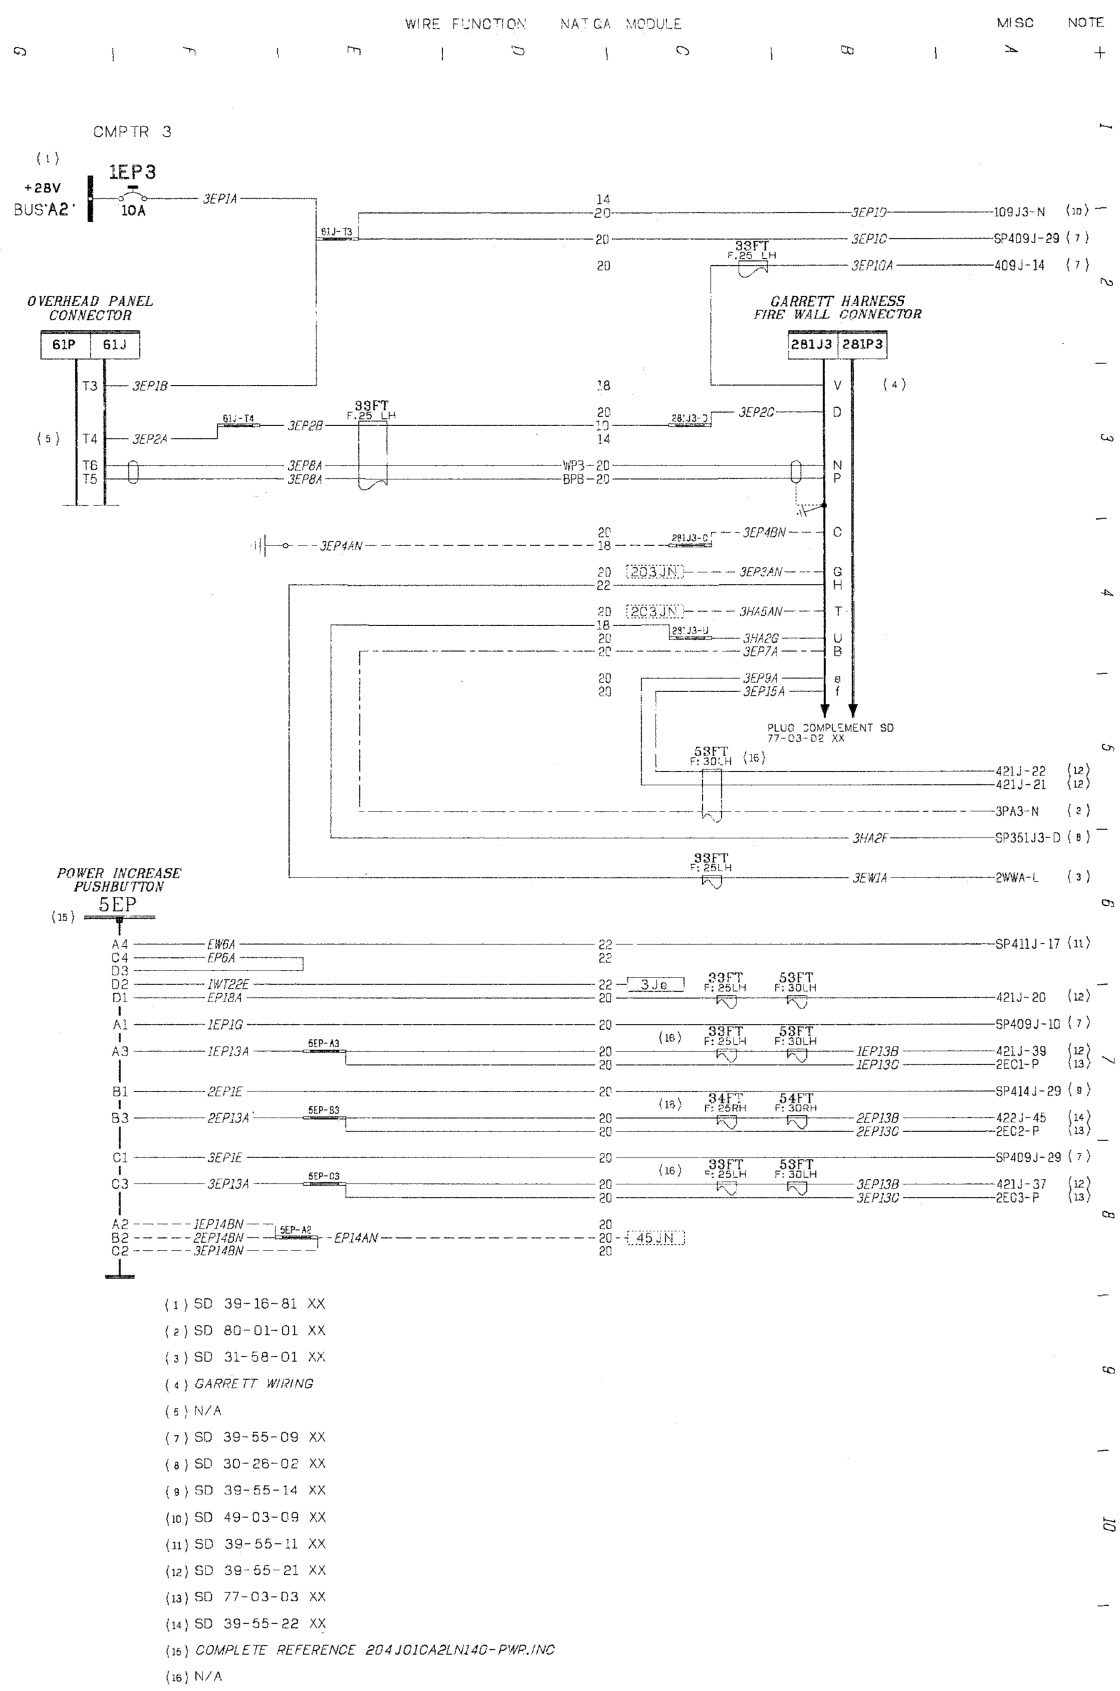 WIRE FUNCTION NAT GA MODULE MISC NOTE
G F E D C B A +
1
CMPTR 3
(1)
1EP3
+28V
BUS'A2'
10A
3EP1A
14
20 3EP1D 109J3-N (10)
61J-T3
20 3EP1C SP409J-29 (7)
33FT
F.25 LH
20 3EP10A 409J-14 (7)
2
OVERHEAD PANEL
CONNECTOR
GARRETT HARNESS
FIRE WALL CONNECTOR
61P 61J
281J3 281P3
T3 3EP1B 18 V (4)
33FT
F.25 LH
61J-T4 3EP2B 20 281J3-D 3EP2C D
(5) T4 3EP2A 14
3
T6 3EP8A WPB-20 N
T5 3EP8A BPB-20 P
20 281J3-C 3EP4BN C
3EP4AN 18
20 203JN 3EP3AN G
22 H
4
20 203JN 3HA5AN T
18
20 281J3-U 3HA2G U
20 3EP7A B
20 3EP9A e
20 3EP15A f
PLUG COMPLEMENT SD
77-03-02 XX
5
53FT
F:30LH (16)
421J-22 (12)
421J-21 (12)
3PA3-N (2)
3HA2F SP351J3-D (8)
33FT
F:25LH
3EW1A 2WWA-L (3)
POWER INCREASE
PUSHBUTTON
5EP
(15)
6
A4 EW6A 22 SP411J-17 (11)
C4 EP5A 22
D3
D2 1WT22E 22 3Je
33FT 53FT
F:25LH F:30LH
D1 EP18A 20 421J-20 (12)
A1 1EP1G 20 SP409J-10 (7)
(16) 33FT 53FT
F:25LH F:30LH
A3 1EP13A 5EP-A3 20 1EP13B 421J-39 (12)
20 1EP13C 2EC1-P (13)
7
B1 2EP1E 20 SP414J-29 (9)
(16) 34FT 54FT
F:25RH F:30RH
B3 2EP13A 5EP-B3 20 2EP13B 422J-45 (14)
20 2EP13C 2EC2-P (13)
C1 3EP1E 20 SP409J-29 (7)
(16) 33FT 53FT
F:25LH F:30LH
C3 3EP13A 5EP-C3 20 3EP13B 421J-37 (12)
20 3EP13C 2EC3-P (13)
8
A2 1EP14BN 20
B2 2EP14BN 5EP-A2 EP14AN 20 45JN
C2 3EP14BN 20
(1) SD 39-16-81 XX
(2) SD 80-01-01 XX
(3) SD 31-58-01 XX
(4) GARRETT WIRING
9
(5) N/A
(7) SD 39-55-09 XX
(8) SD 30-26-02 XX
(9) SD 39-55-14 XX
(10) SD 49-03-09 XX
10
(11) SD 39-55-11 XX
(12) SD 39-55-21 XX
(13) SD 77-03-03 XX
(14) SD 39-55-22 XX
(15) COMPLETE REFERENCE 204J01CA2LN140-PWR.INC
(16) N/A